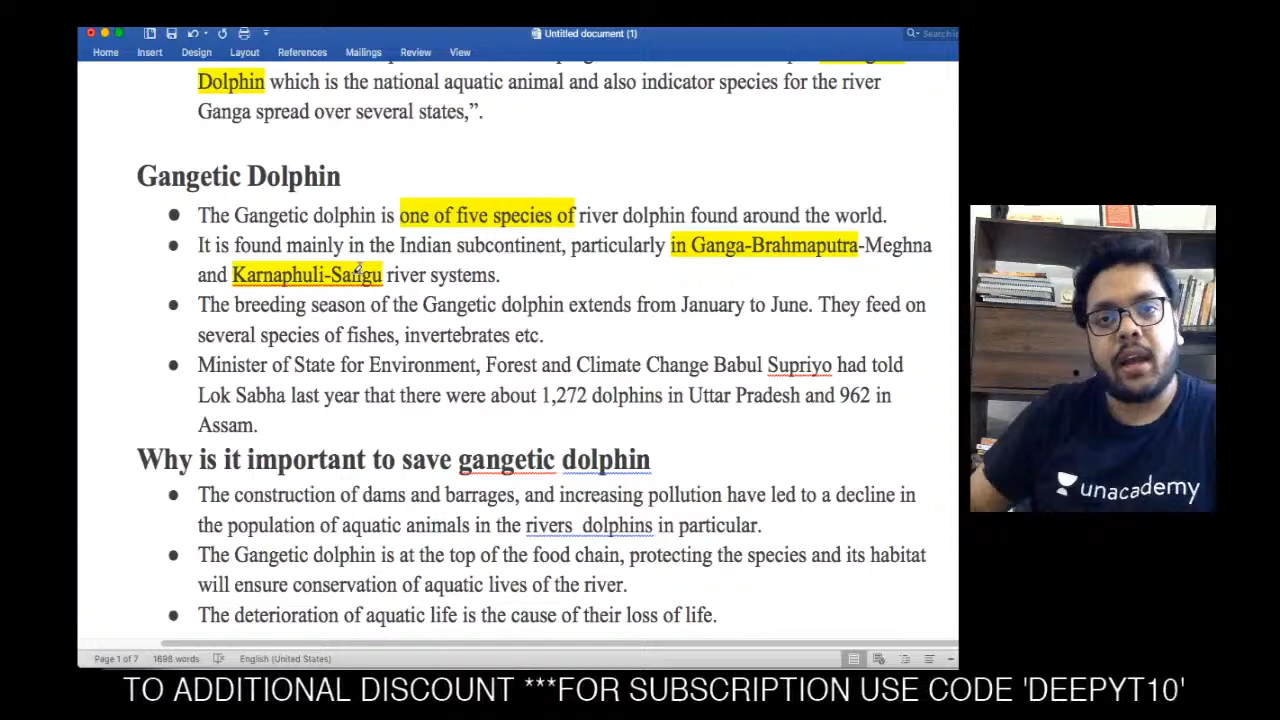 Untitled document (1)
Search in
Home Insert Design Layout References Mailings Review View
Dolphin which is the national aquatic animal and also indicator species for the river
Ganga spread over several states,”.
Gangetic Dolphin
● The Gangetic dolphin is one of five species of river dolphin found around the world.
● It is found mainly in the Indian subcontinent, particularly in Ganga-Brahmaputra-Meghna
and Karnaphuli-Sangu river systems.
● The breeding season of the Gangetic dolphin extends from January to June. They feed on
several species of fishes, invertebrates etc.
● Minister of State for Environment, Forest and Climate Change Babul Supriyo had told
Lok Sabha last year that there were about 1,272 dolphins in Uttar Pradesh and 962 in
Assam.
Why is it important to save gangetic dolphin
● The construction of dams and barrages, and increasing pollution have led to a decline in
the population of aquatic animals in the rivers dolphins in particular.
● The Gangetic dolphin is at the top of the food chain, protecting the species and its habitat
will ensure conservation of aquatic lives of the river.
● The deterioration of aquatic life is the cause of their loss of life.
Page 1 of 7 1698 words English (United States)
unacademy
TO ADDITIONAL DISCOUNT ***FOR SUBSCRIPTION USE CODE 'DEEPYT10'